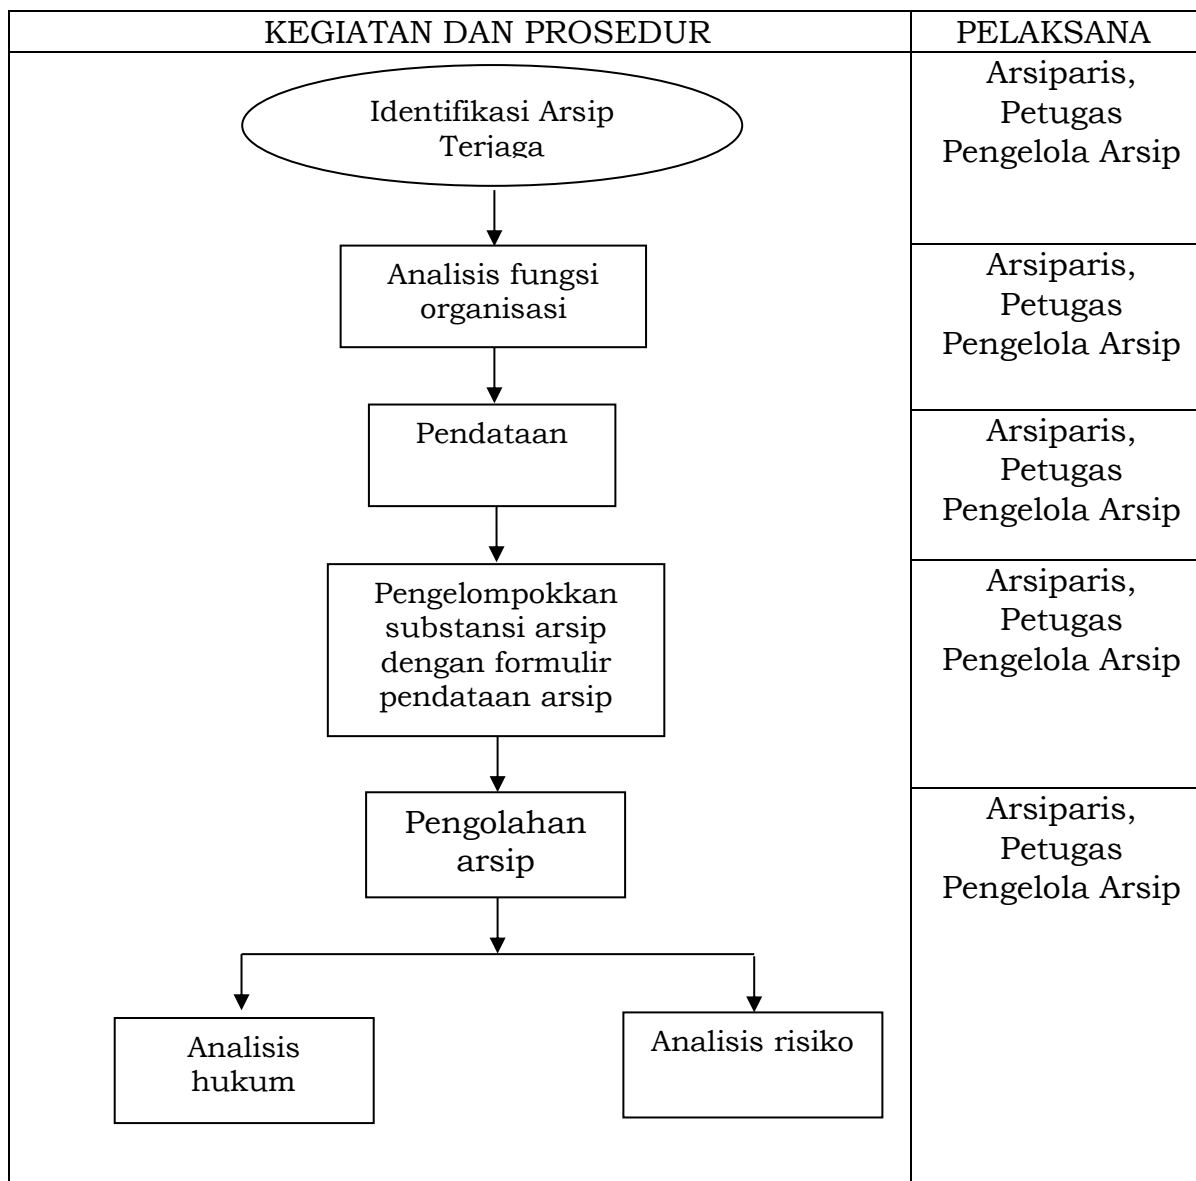 KEGIATAN DAN PROSEDUR
PELAKSANA
Identifikasi Arsip
Terjaga
Arsiparis,
Petugas
Pengelola Arsip
Analisis fungsi
organisasi
Arsiparis,
Petugas
Pengelola Arsip
Pendataan
Arsiparis,
Petugas
Pengelola Arsip
Pengelompokkan
substansi arsip
dengan formulir
pendataan arsip
Arsiparis,
Petugas
Pengelola Arsip
Pengolahan
arsip
Arsiparis,
Petugas
Pengelola Arsip
Analisis
hukum
Analisis risiko